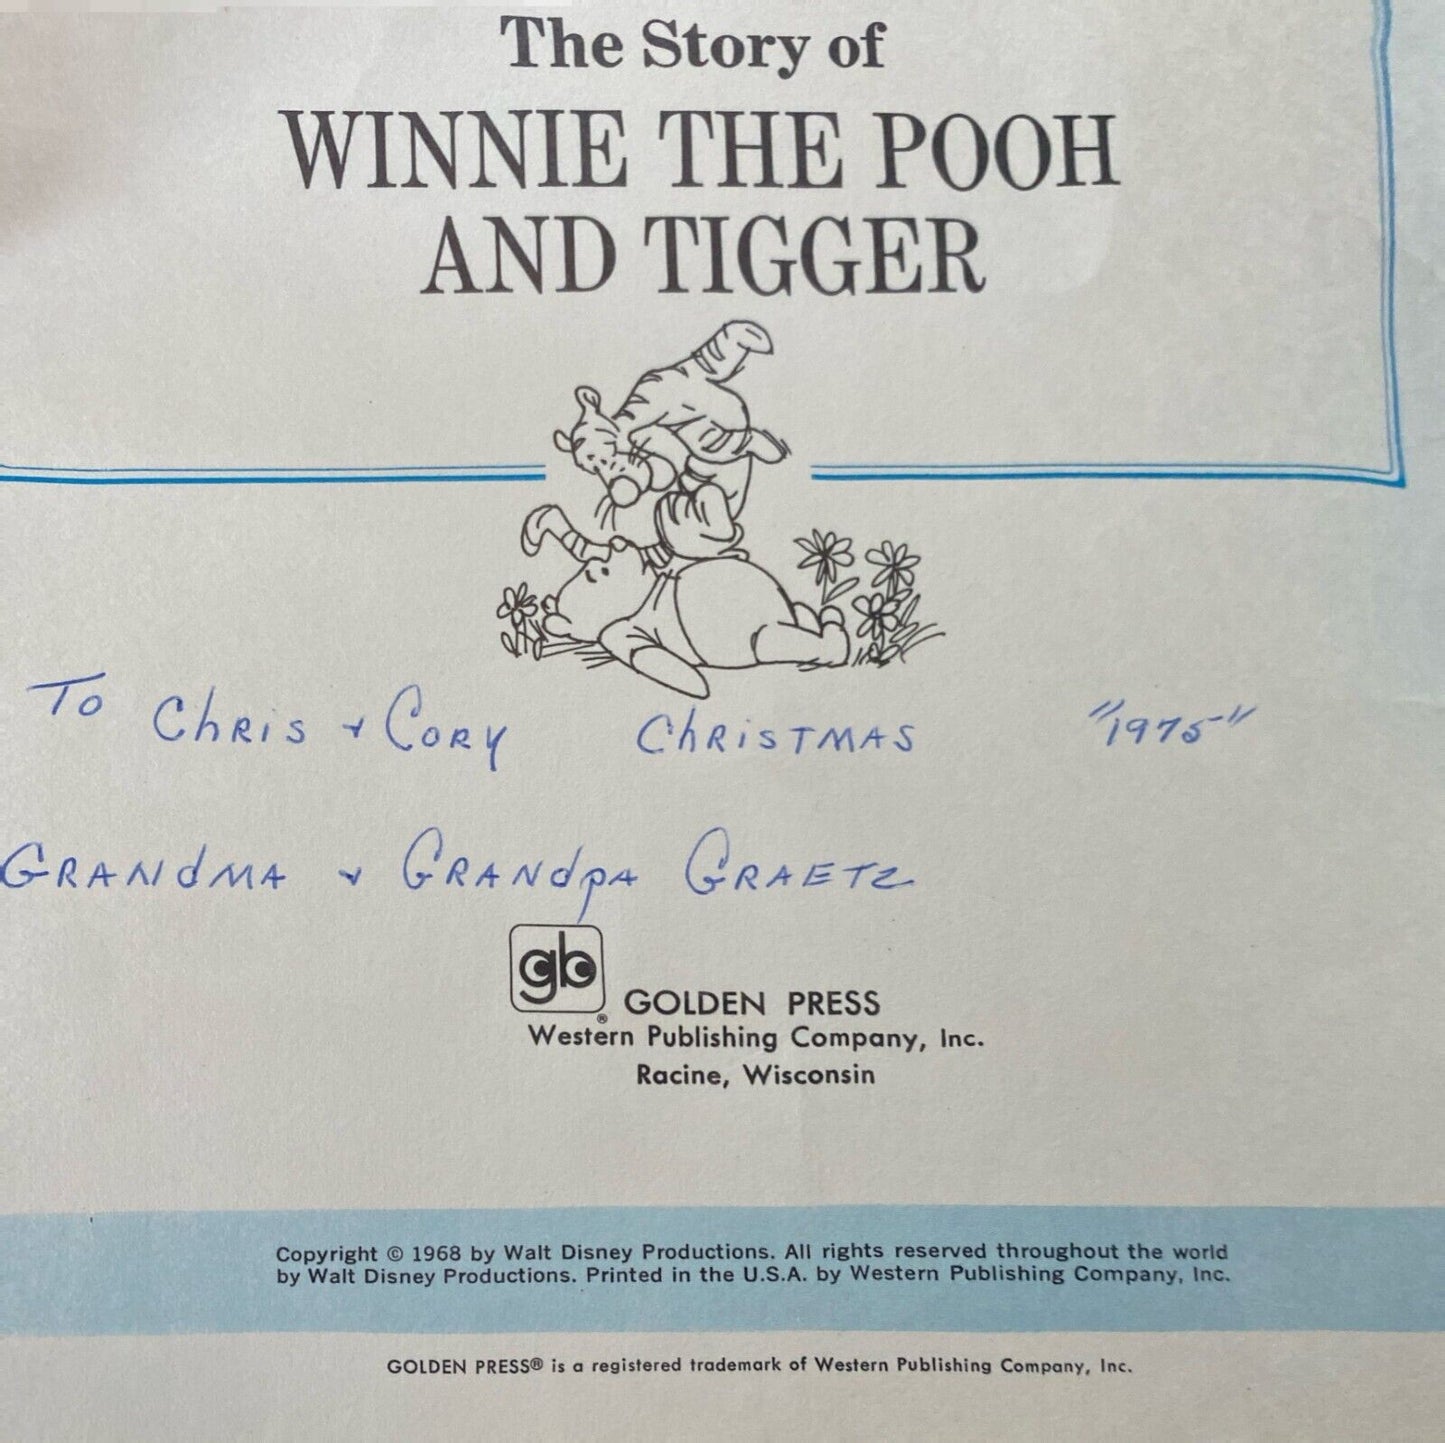 The Story of
WINNIE THE POOH
AND TIGGER
To Chris + Cory Christmas "1975"
Grandma + Grandpa Graetz
gb
® GOLDEN PRESS
Western Publishing Company, Inc.
Racine, Wisconsin
Copyright © 1968 by Walt Disney Productions. All rights reserved throughout the world
by Walt Disney Productions. Printed in the U.S.A. by Western Publishing Company, Inc.
GOLDEN PRESS® is a registered trademark of Western Publishing Company, Inc.